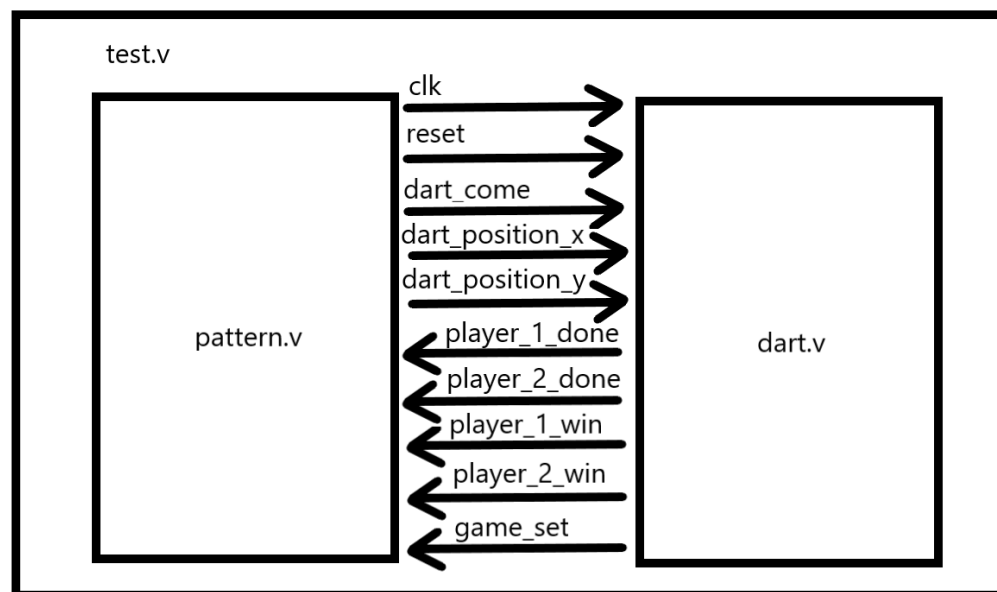 test.v
clk
reset
dart_come
dart_position_x
dart_position_y
pattern.v
player_1_done
dart.v
player_2_done
player_1_win
player_2_win
game_set